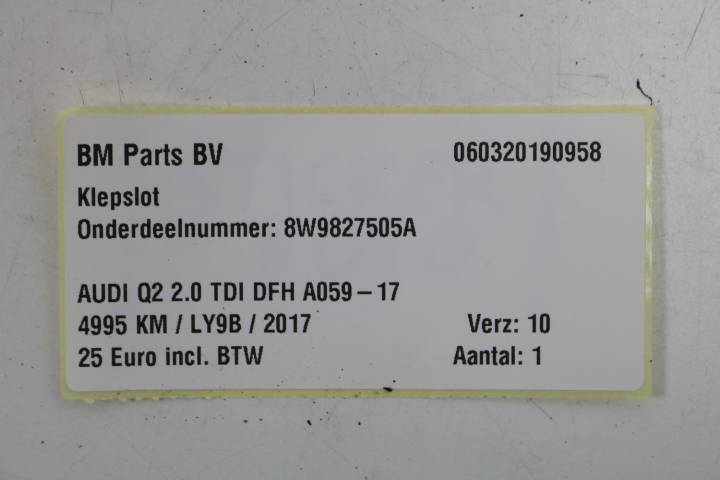 BM Parts BV 060320190958
Klepslot
Onderdeelnummer: 8W9827505A
AUDI Q2 2.0 TDI DFH A059-17
4995 KM / LY9B / 2017 Verz: 10
25 Euro incl. BTW Aantal: 1